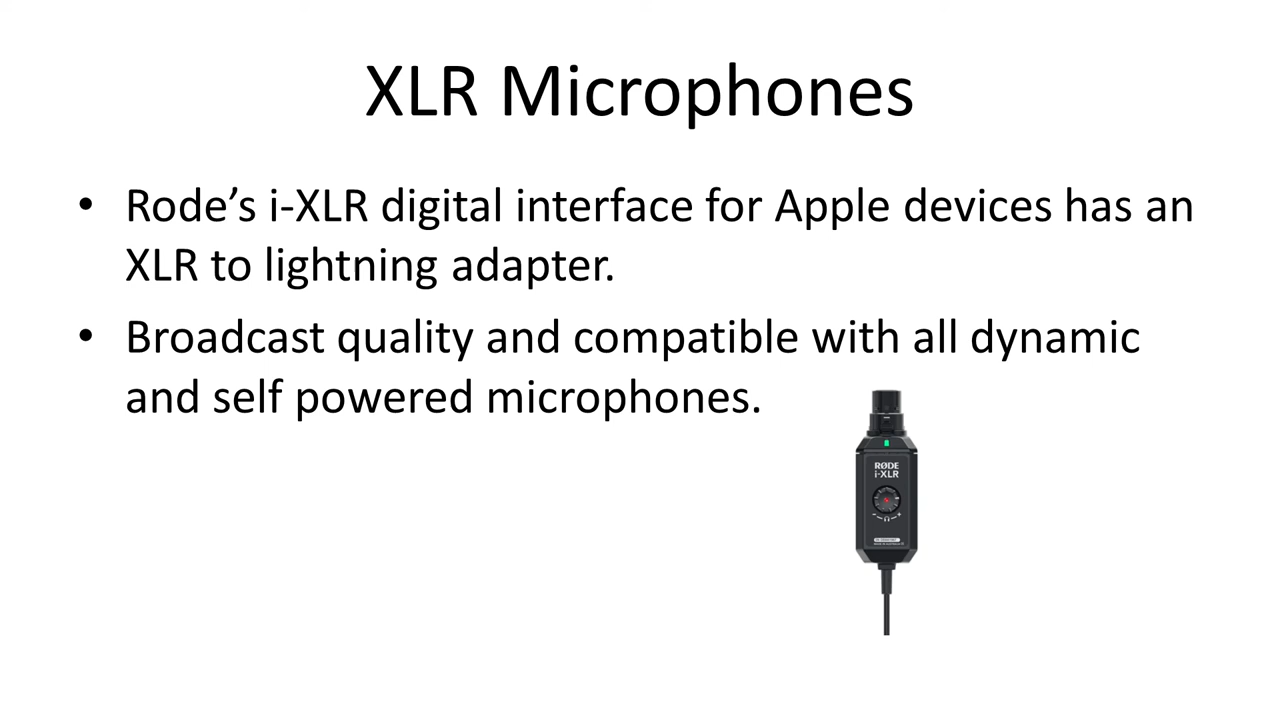 XLR Microphones
• Rode’s i-XLR digital interface for Apple devices has an
XLR to lightning adapter.
• Broadcast quality and compatible with all dynamic
and self powered microphones.
RØDE
i-XLR